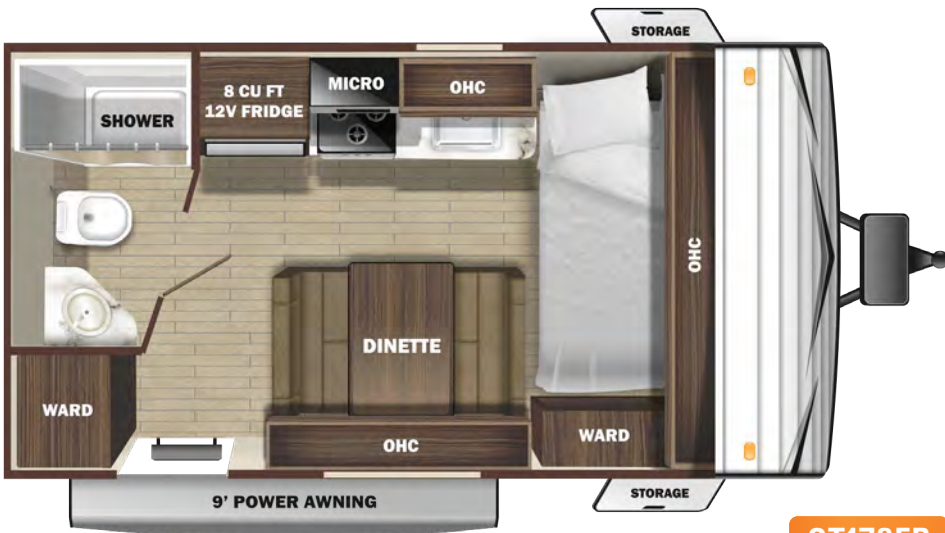 STORAGE
SHOWER
8 CU FT
12V FRIDGE
MICRO
OHC
OHC
DINETTE
WARD
OHC
WARD
9' POWER AWNING
STORAGE